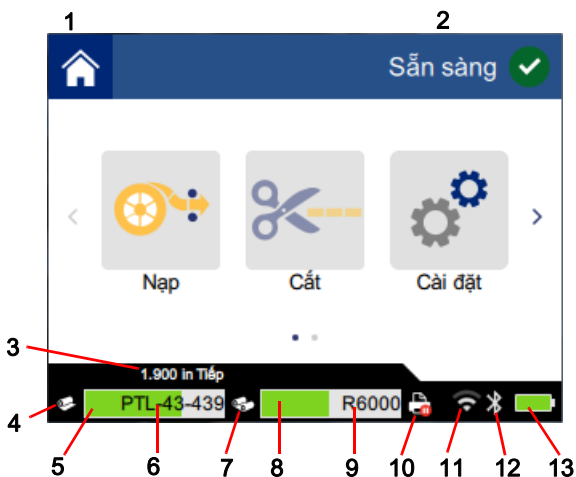 1 2
Sẵn sàng
Nạp Cắt Cài đặt
3
1.900 in Tiếp
PTL-43-439 R6000
4 5 6 7 8 9 10 11 12 13